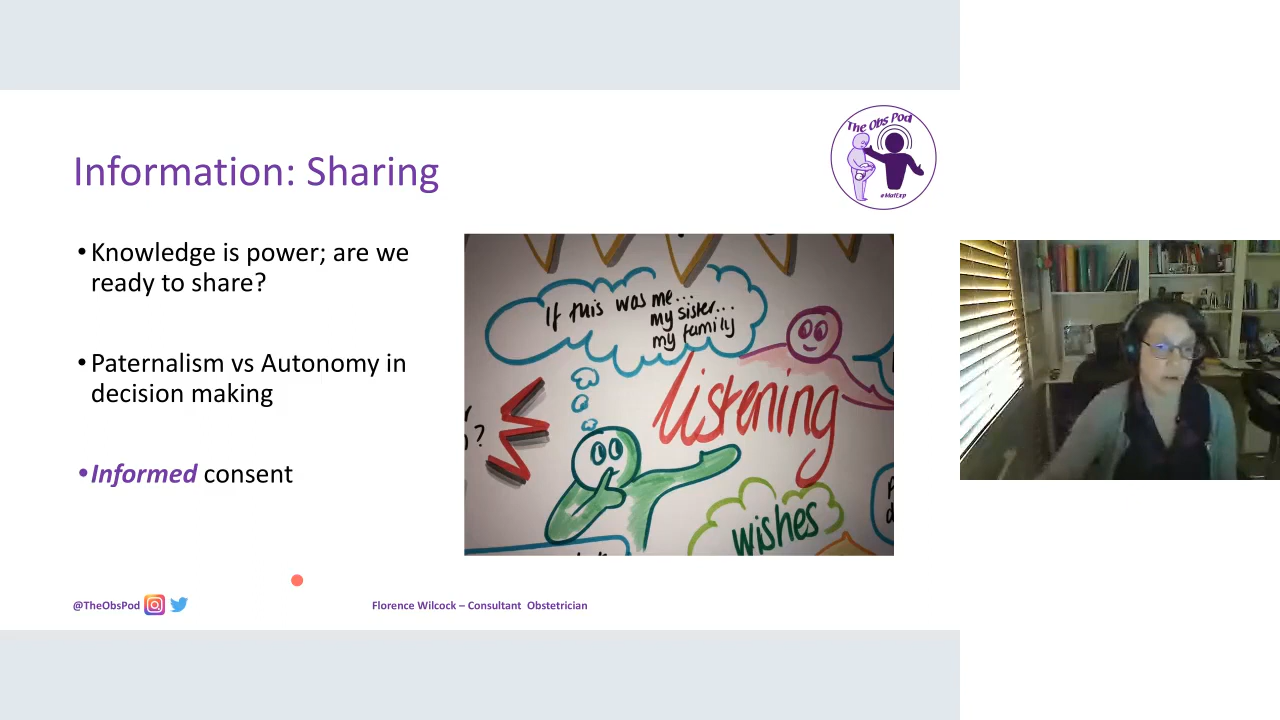 The Obs Pod
#MatExp
Information: Sharing
•Knowledge is power; are we
ready to share?
•Paternalism vs Autonomy in
decision making
•Informed consent
If this was me...
my sister...
my family
listening
?
wishes
@TheObsPod
Florence Wilcock – Consultant Obstetrician